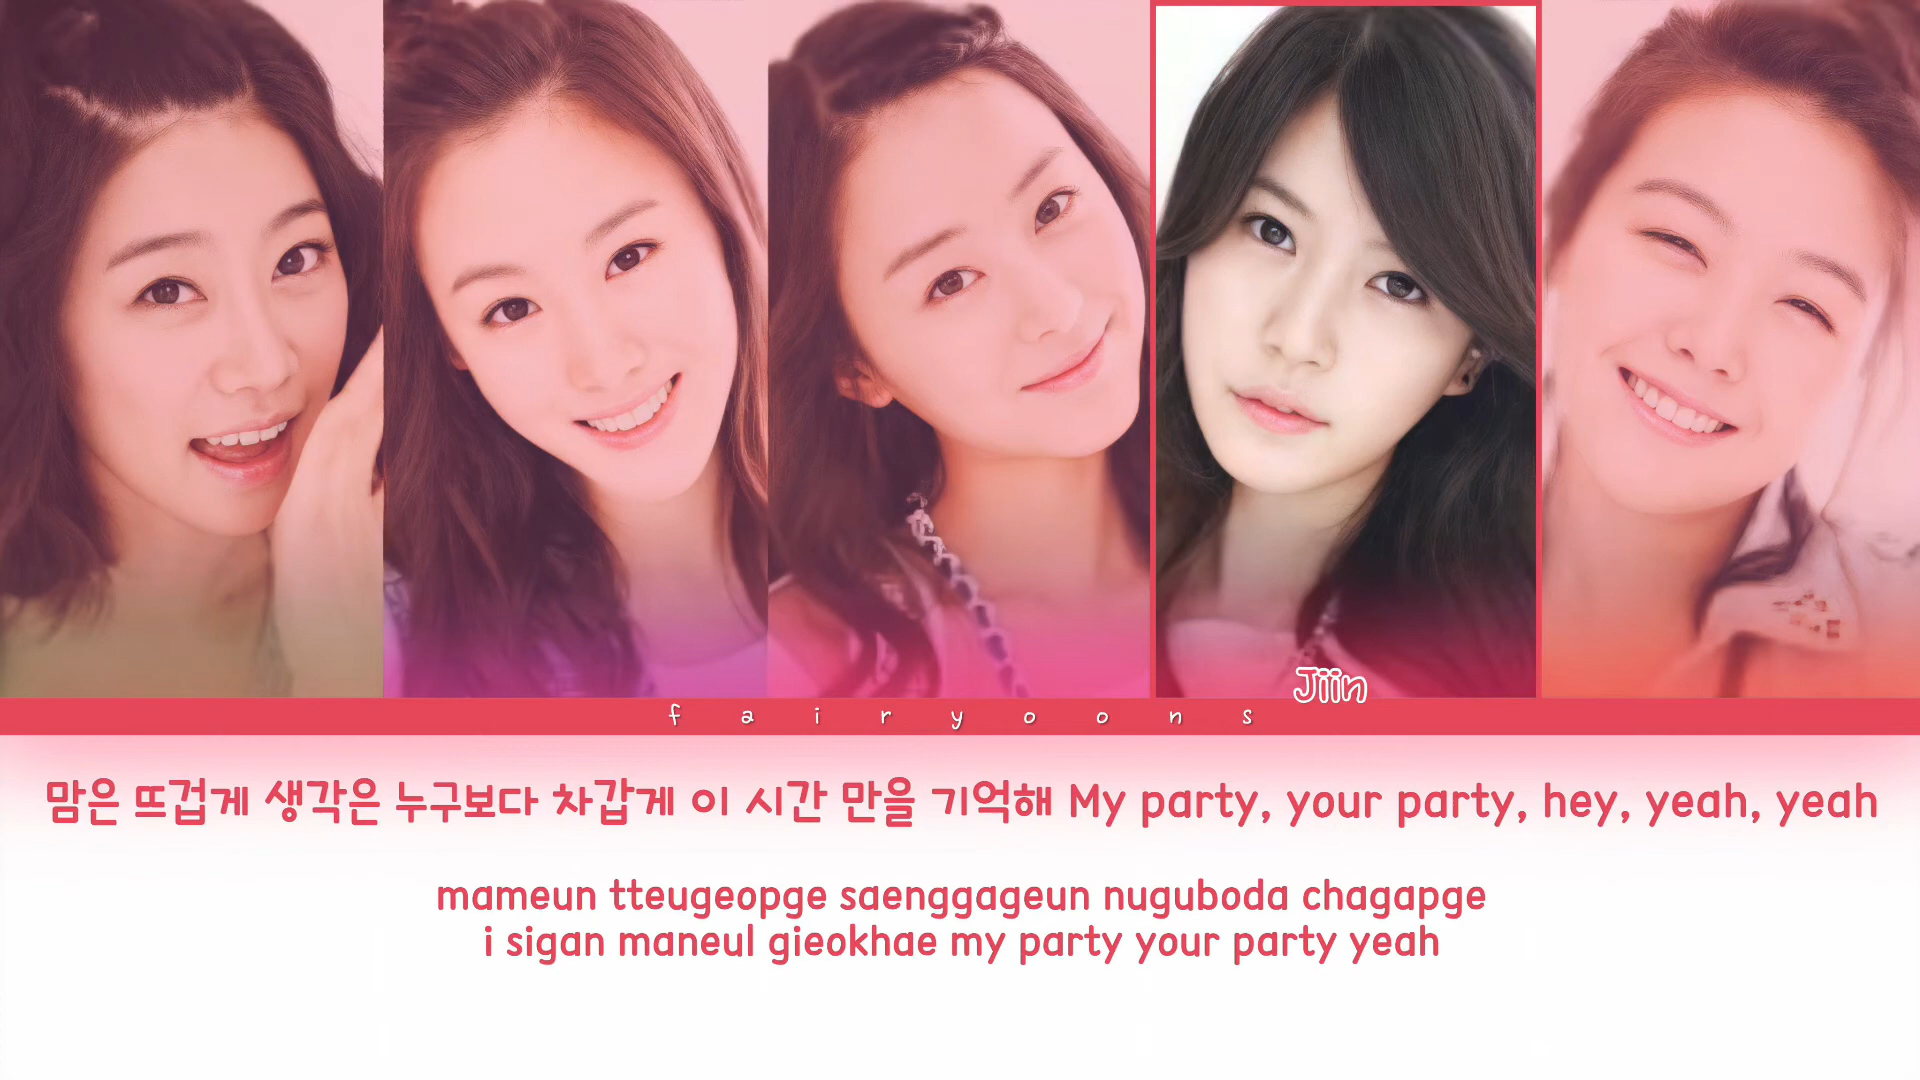 Jiin
fairyoons
맘은 뜨겁게 생각은 누구보다 차갑게 이 시간 만을 기억해 My party, your party, hey, yeah, yeah
mameun tteugeopge saenggageun nuguboda chagapge
i sigan maneul gieokhae my party your party yeah